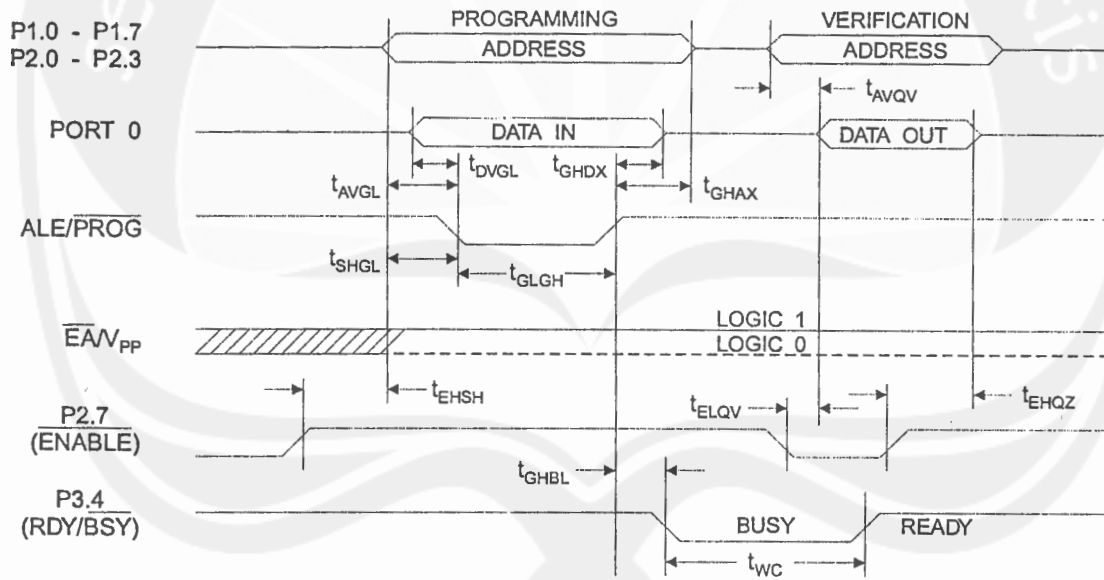 PROGRAMMING VERIFICATION
P1.0 - P1.7
P2.0 - P2.3
ADDRESS ADDRESS
tAVQV
PORT 0 DATA IN DATA OUT
tDVGL tGHDX
tAVGL tGHAX
ALE/PROG
tSHGL tGLGH
LOGIC 1
EA/VPP
LOGIC 0
tEHSH tELQV tEHQZ
P2.7
(ENABLE)
tGHBL
P3.4
(RDY/BSY) BUSY READY
tWC